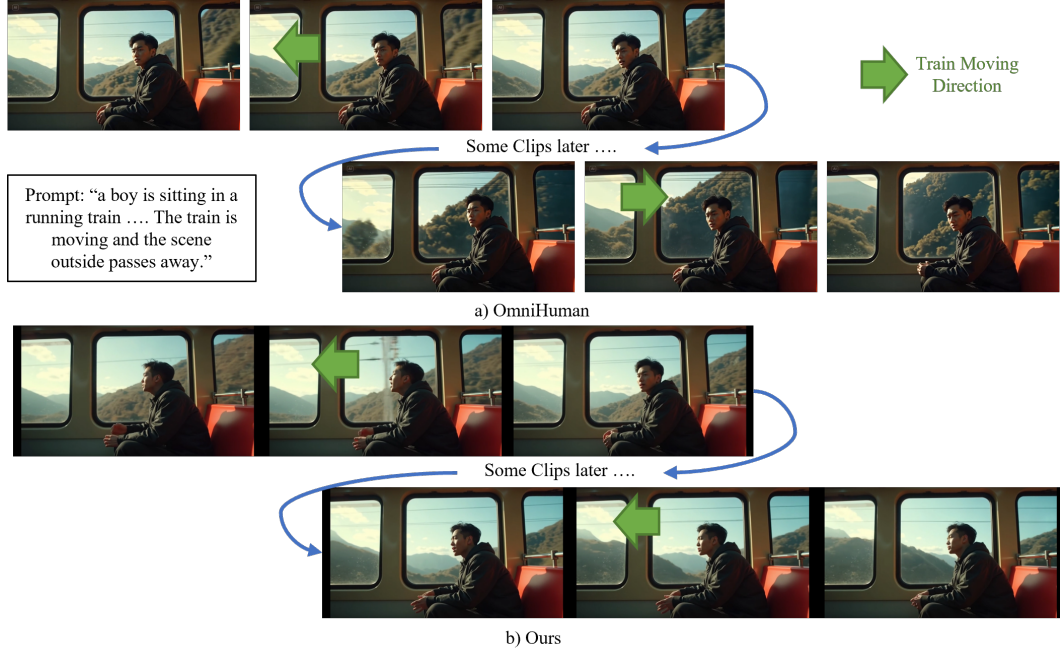 Train Moving
Direction
Some Clips later ….
Prompt: “a boy is sitting in a
running train …. The train is
moving and the scene
outside passes away.”
a) OmniHuman
Some Clips later ….
b) Ours